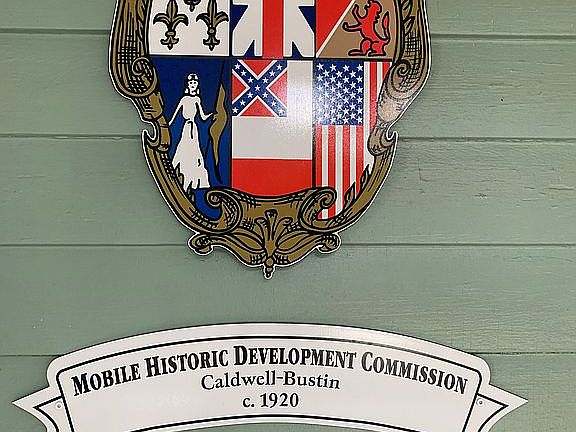 MOBILE HISTORIC DEVELOPMENT COMMISSION
Caldwell-Bustin
c. 1920